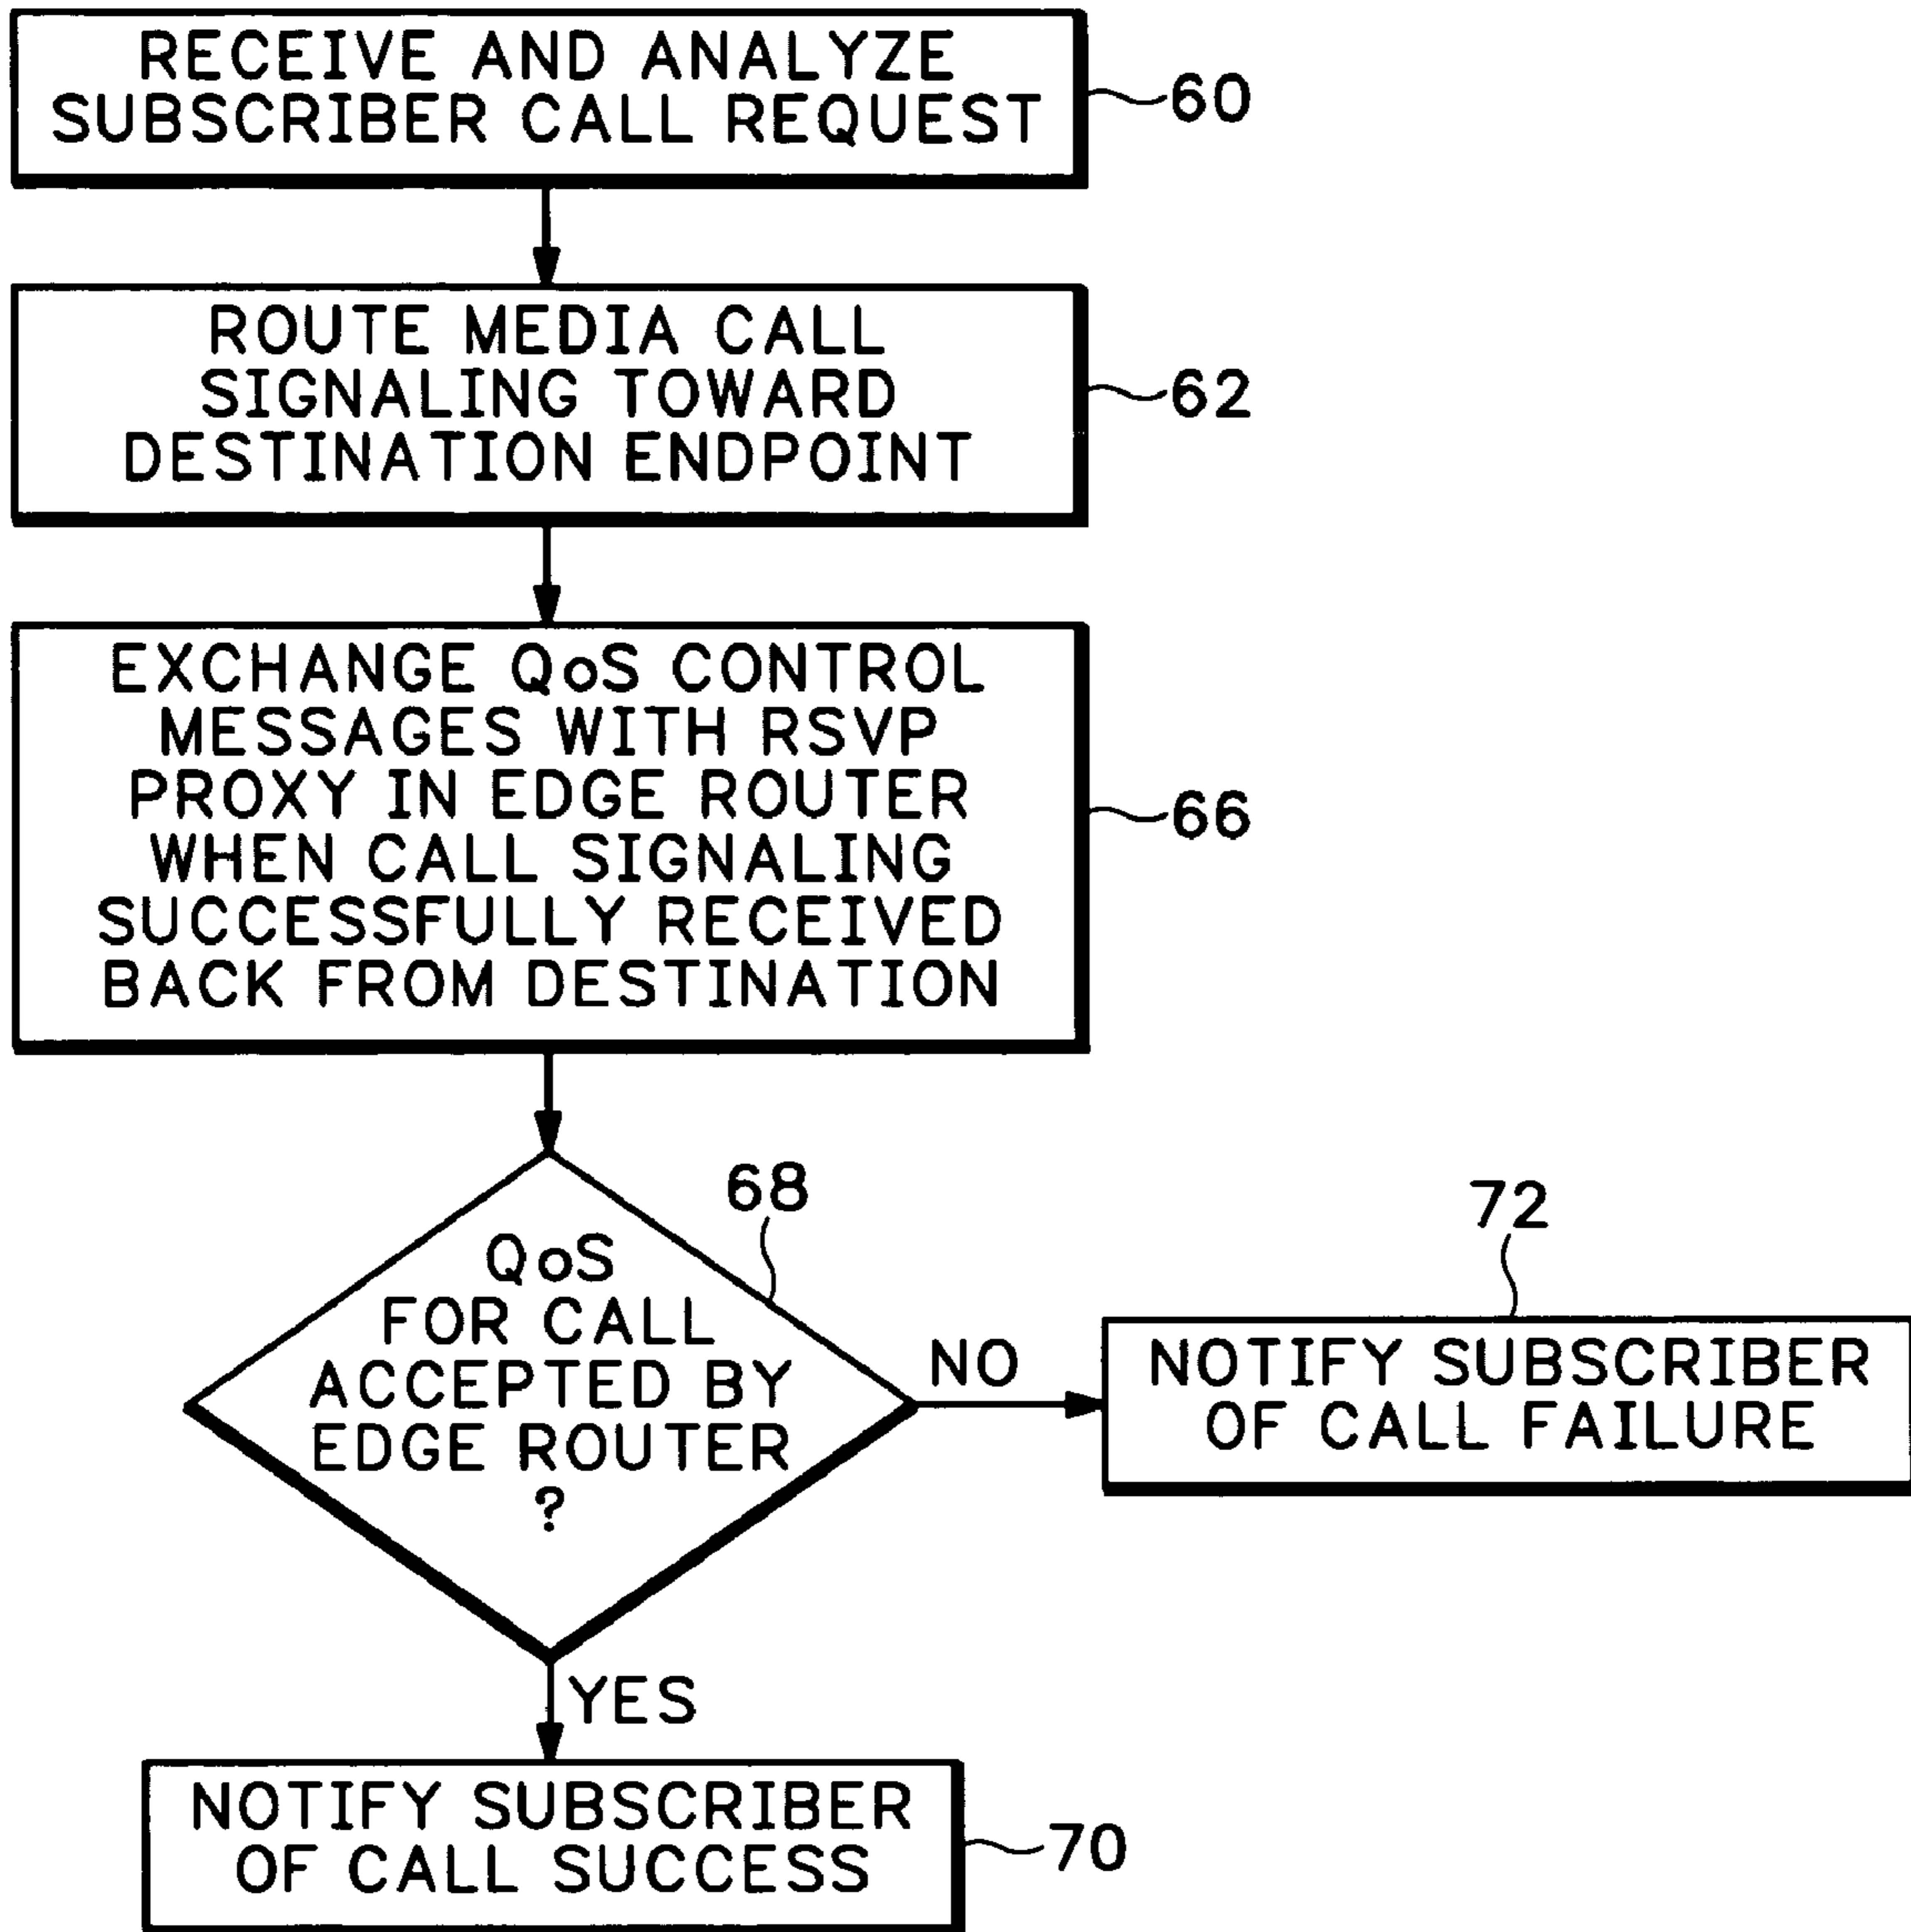 RECEIVE AND ANALYZE
SUBSCRIBER CALL REQUEST
60
ROUTE MEDIA CALL
SIGNALING TOWARD
DESTINATION ENDPOINT
62
EXCHANGE QoS CONTROL
MESSAGES WITH RSVP
PROXY IN EDGE ROUTER
WHEN CALL SIGNALING
SUCCESSFULLY RECEIVED
BACK FROM DESTINATION
66
68
QoS
FOR CALL
ACCEPTED BY
EDGE ROUTER
?
NO
72
NOTIFY SUBSCRIBER
OF CALL FAILURE
YES
NOTIFY SUBSCRIBER
OF CALL SUCCESS
70